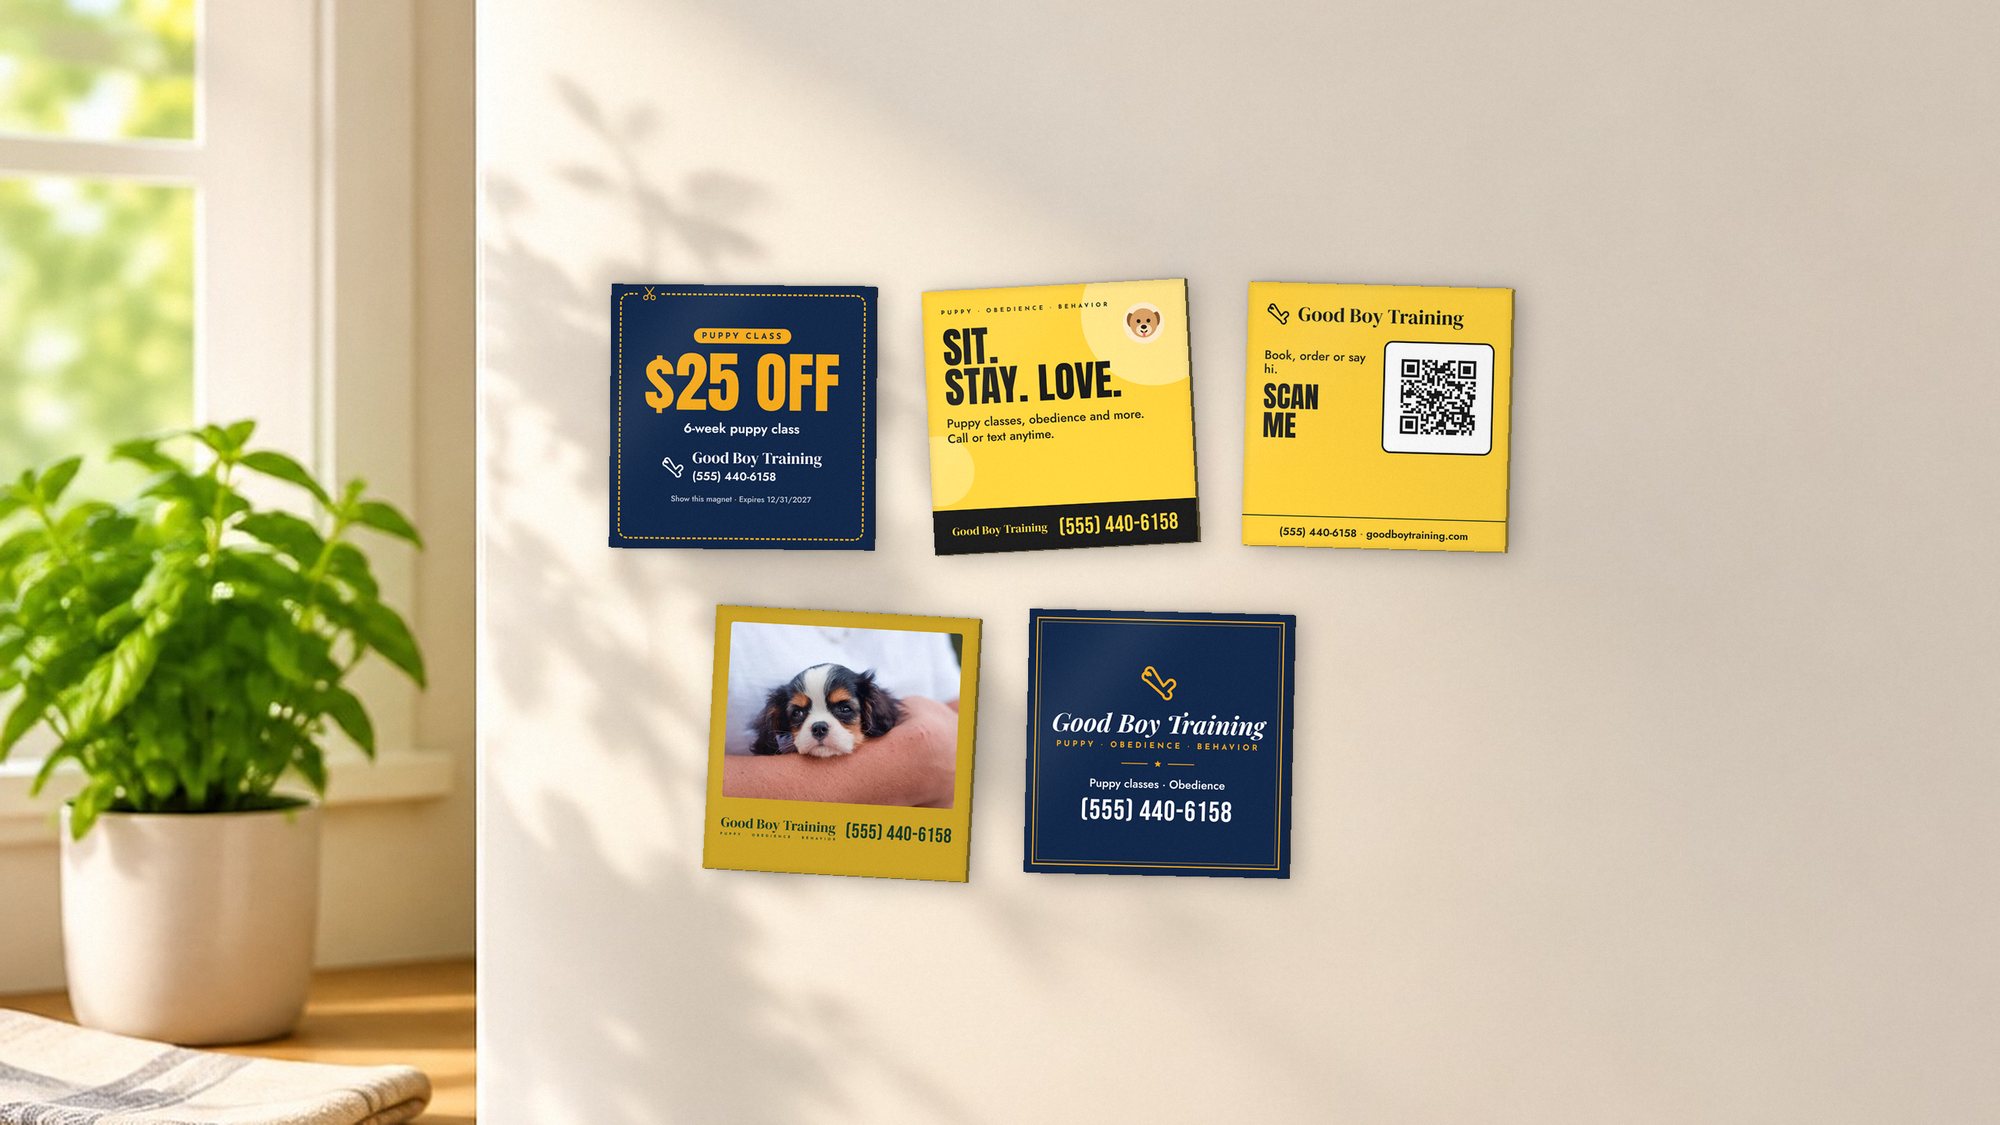 PUPPY CLASS
$25 OFF
6-week puppy class
Good Boy Training
(555) 440-6158
Show this magnet · Expires 12/31/2027
PUPPY · OBEDIENCE · BEHAVIOR
SIT.
STAY. LOVE.
Puppy classes, obedience and more.
Call or text anytime.
Good Boy Training (555) 440-6158
Good Boy Training
Book, order or say
hi.
SCAN
ME
(555) 440-6158 · goodboytraining.com
Good Boy Training (555) 440-6158
PUPPY · OBEDIENCE · BEHAVIOR
Good Boy Training
PUPPY · OBEDIENCE · BEHAVIOR
Puppy classes · Obedience
(555) 440-6158